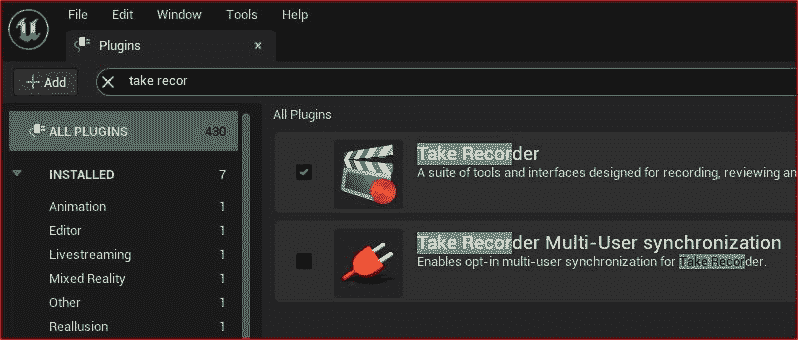 File Edit Window Tools Help
Plugins ×
Add
take recor
ALL PLUGINS 430
INSTALLED 7
Animation 1
Editor 1
Livestreaming 1
Mixed Reality 1
Other 1
Reallusion 1
All Plugins
Take Recorder
A suite of tools and interfaces designed for recording, reviewing an
Take Recorder Multi-User synchronization
Enables opt-in multi-user synchronization for Take Recorder.